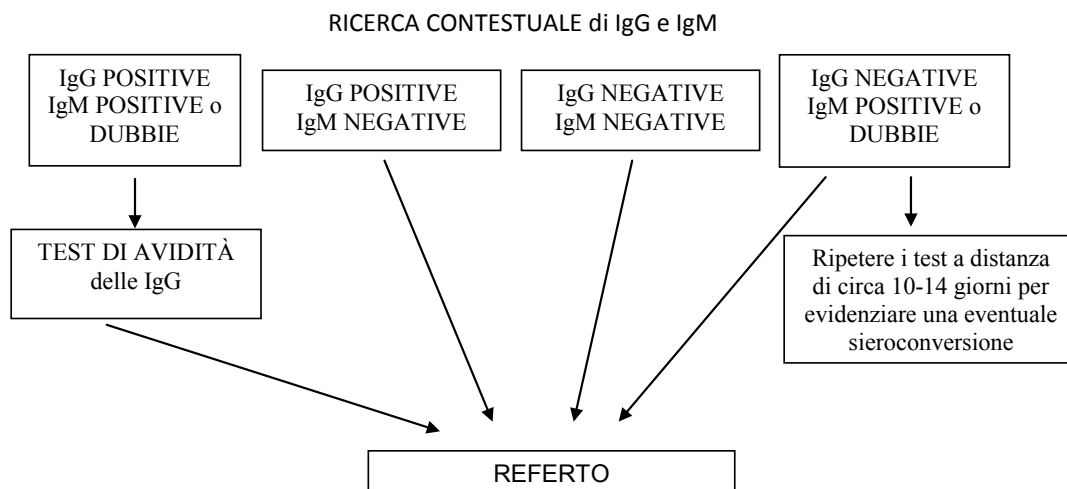 RICERCA CONTESTUALE di IgG e IgM
IgG POSITIVE
IgM POSITIVE o
DUBBIE
IgG POSITIVE
IgM NEGATIVE
IgG NEGATIVE
IgM NEGATIVE
IgG NEGATIVE
IgM POSITIVE o
DUBBIE
TEST DI AVIDITÀ
delle IgG
Ripetere i test a distanza
di circa 10-14 giorni per
evidenziare una eventuale
sieroconversione
REFERTO